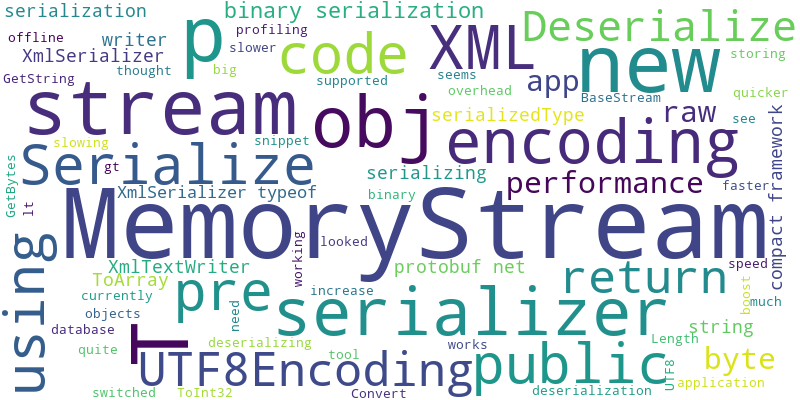 serialization
binary serialization
Deserialize
offline
writer
p
profiling
XML
new
XmlSerializer
slower
code
storing
GetString
thought
big
supported
seems
app
overhead
BaseStream
quicker
stream
obj
encoding
serializedType
raw
see
slowing
gt
snippet
Serialize
serializing
performance
faster
compact framework
GetBytes
lt
XmlSerializer typeof
binary
MemoryStream
using
working
looked
XmlTextWriter
protobuf net
return
speed
ToArray
pre
currently
increase
serializer
boost
much
objects
need
string
database
T
deserializing
works
Length
quite
tool
UTF8Encoding
public
UTF8
byte
switched
ToInt32
Convert
deserialization
application